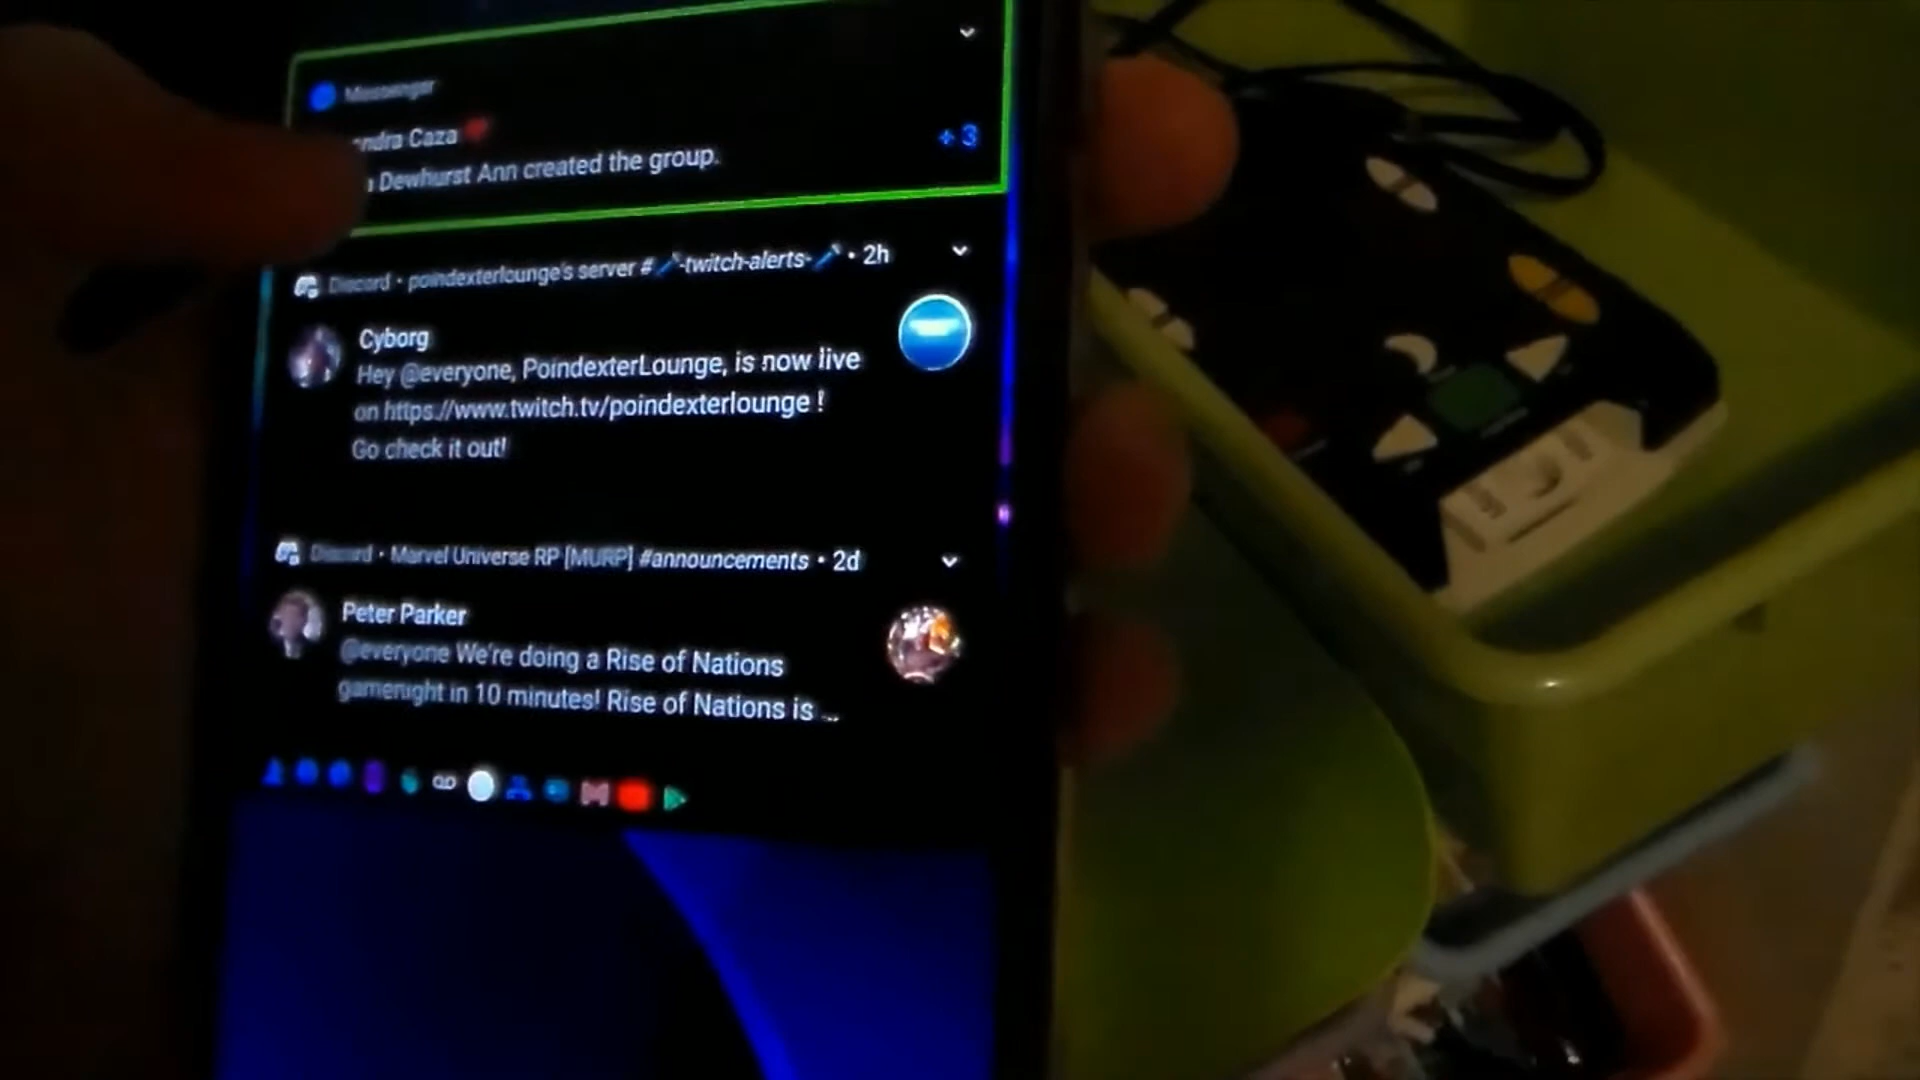 Messenger
ndra Caza ❤
Dewhurst Ann created the group.
+3
Discord • poindexterlounge's server #🎤-twitch-alerts-🎤 • 2h
Cyborg
Hey @everyone, PoindexterLounge, is now live
on https://www.twitch.tv/poindexterlounge !
Go check it out!
Discord • Marvel Universe RP [MURP] #announcements • 2d
Peter Parker
@everyone We're doing a Rise of Nations
gamenight in 10 minutes! Rise of Nations is ...